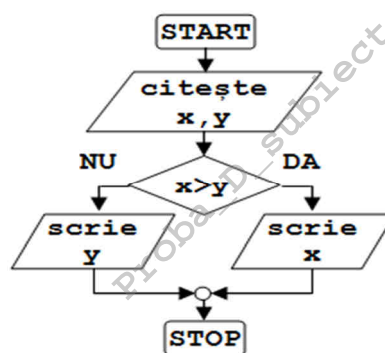 START
citește
x,y
NU
DA
x>y
scrie
y
scrie
x
STOP
Proba_D_subiect